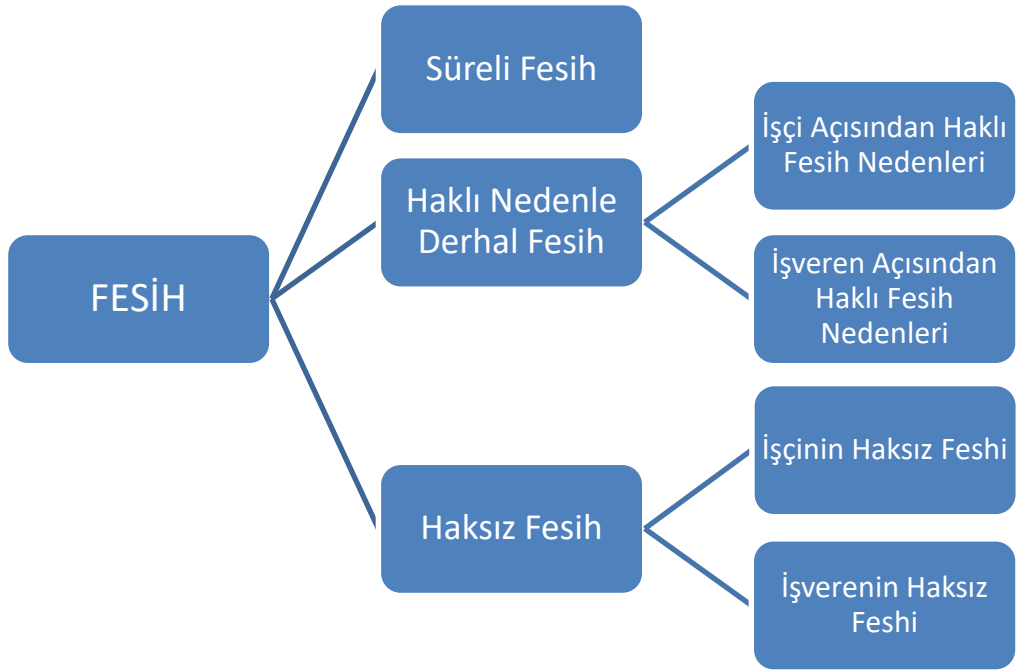 FESİH
Süreli Fesih
Haklı Nedenle
Derhal Fesih
İşçi Açısından Haklı
Fesih Nedenleri
İşveren Açısından
Haklı Fesih
Nedenleri
Haksız Fesih
İşçinin Haksız Feshi
İşverenin Haksız
Feshi